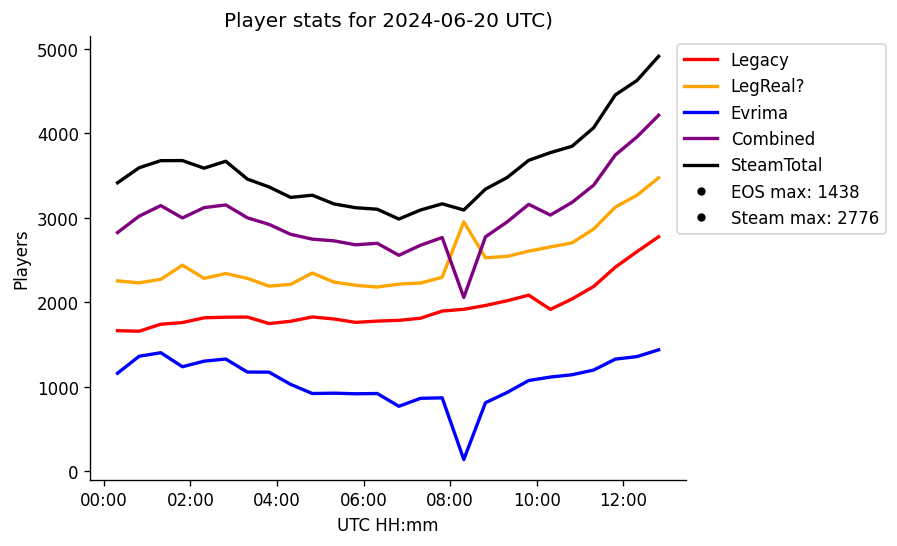 Player stats for 2024-06-20 UTC)
Players
5000
4000
3000
2000
1000
0
00:00 02:00 04:00 06:00 08:00 10:00 12:00
UTC HH:mm
Legacy
LegReal?
Evrima
Combined
SteamTotal
EOS max: 1438
Steam max: 2776